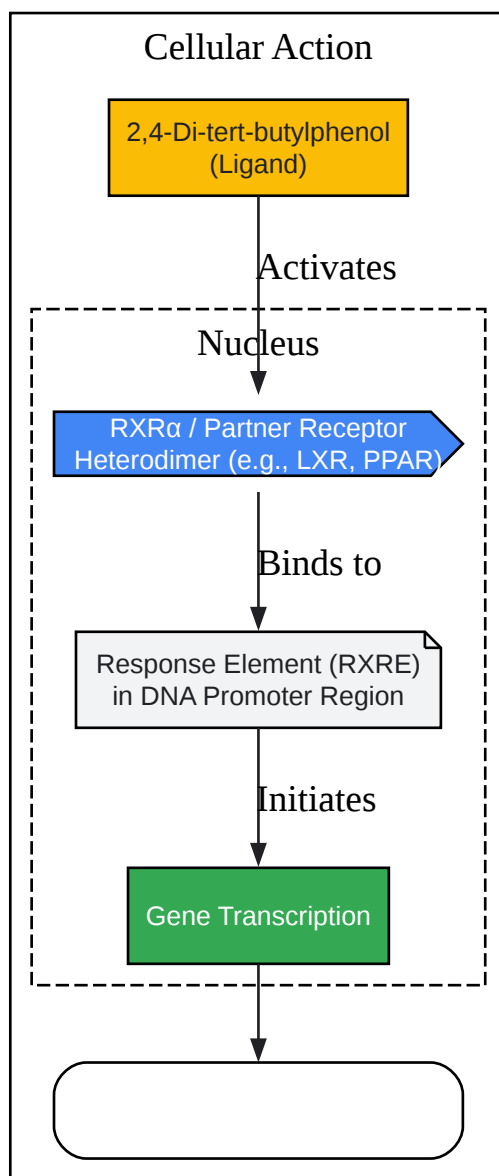 Cellular Action
2,4-Di-tert-butylphenol
(Ligand)
Activates
Nucleus
RXRα / Partner Receptor
Heterodimer (e.g., LXR, PPAR)
Binds to
Response Element (RXRE)
in DNA Promoter Region
Initiates
Gene Transcription